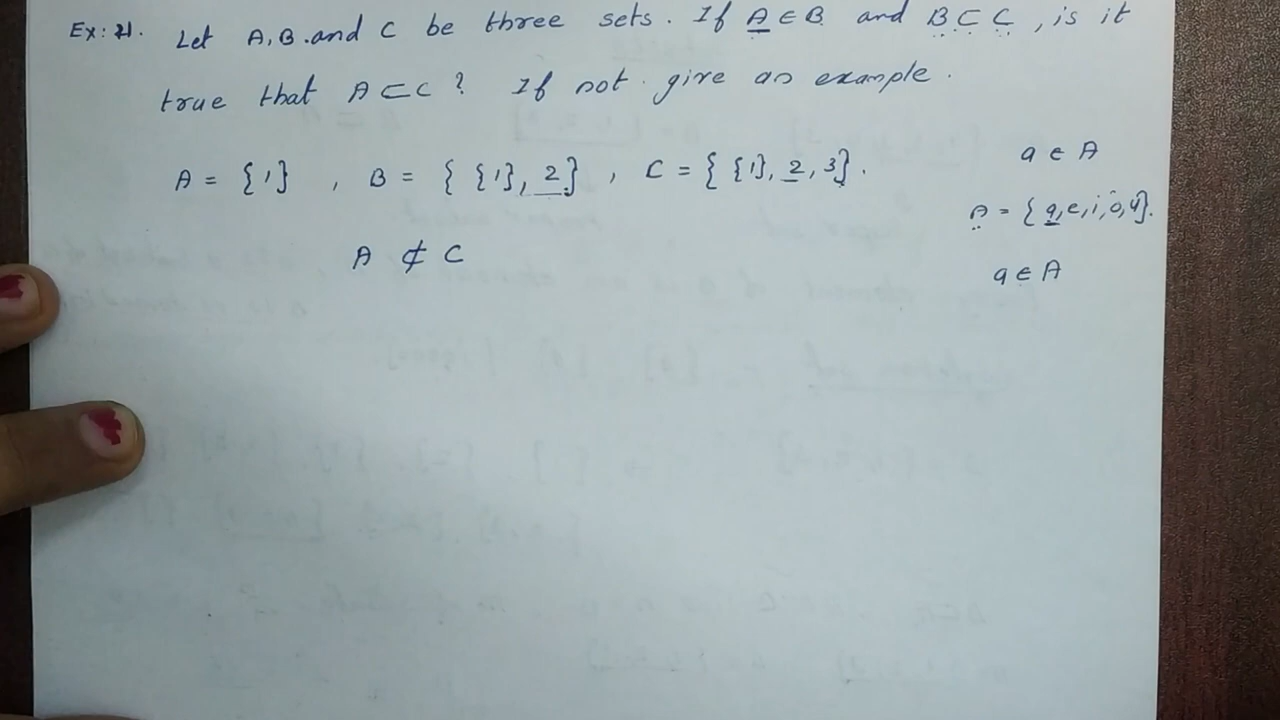 Ex: 21. Let A, B and C be three sets. If A ∈ B and B ⊂ C, is it
true that A ⊂ C? If not give an example.
A = {1}, B = {{1}, 2}, C = {{1}, 2, 3}.
A ⊄ C
a ∈ A
A = {a, e, i, o, u}.
a ∈ A